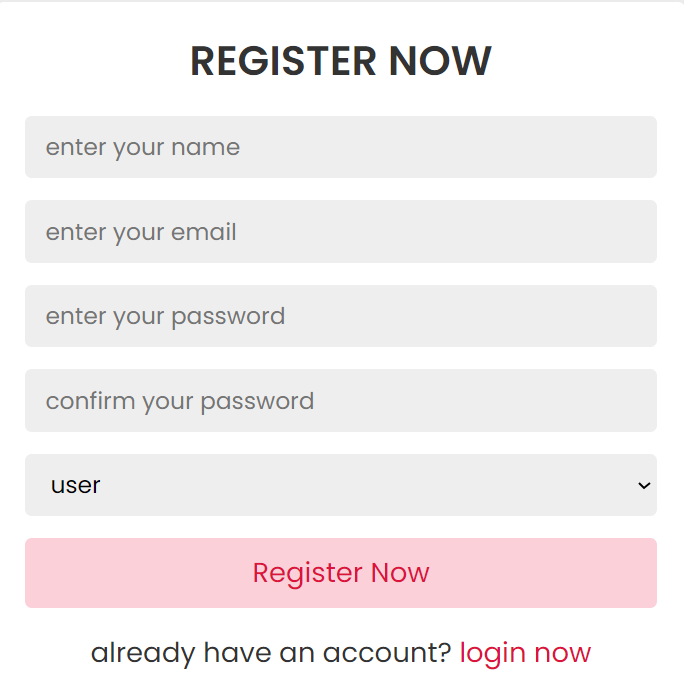 REGISTER NOW
enter your name
enter your email
enter your password
confirm your password
user
Register Now
already have an account? login now